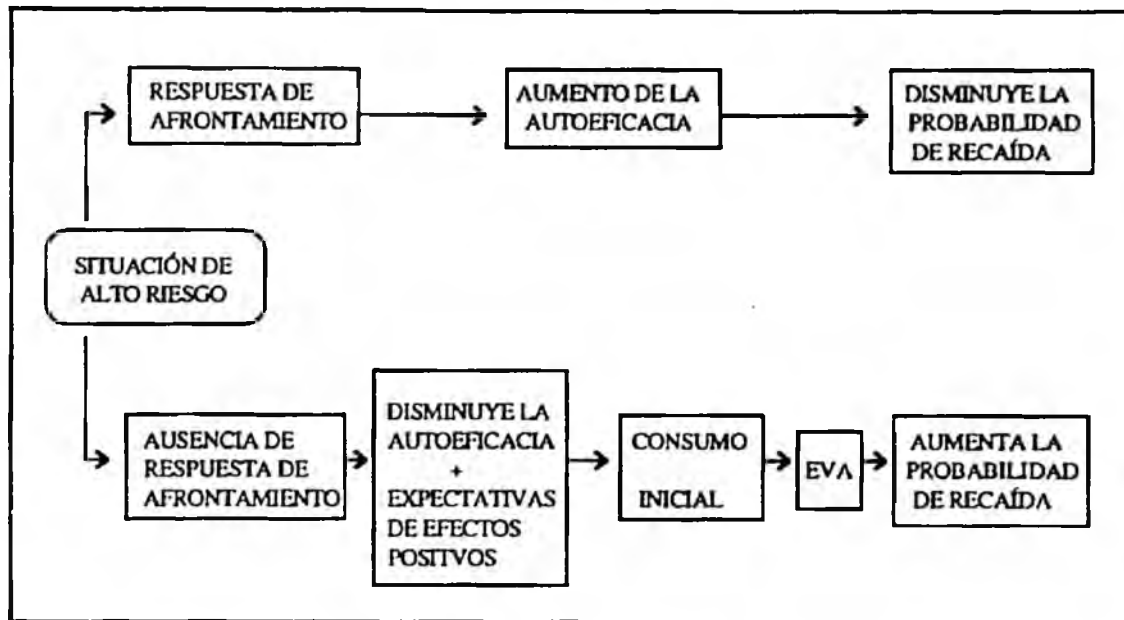 RESPUESTA DE
AFRONTAMIENTO
AUMENTO DE LA
AUTOEFICACIA
DISMINUYE LA
PROBABILIDAD
DE RECAÍDA
SITUACIÓN DE
ALTO RIESGO
AUSENCIA DE
RESPUESTA DE
AFRONTAMIENTO
DISMINUYE LA
AUTOEFICACIA
+
EXPECTATIVAS
DE EFECTOS
POSITVOS
CONSUMO
INICIAL
EVA
AUMENTA LA
PROBABILIDAD
DE RECAÍDA